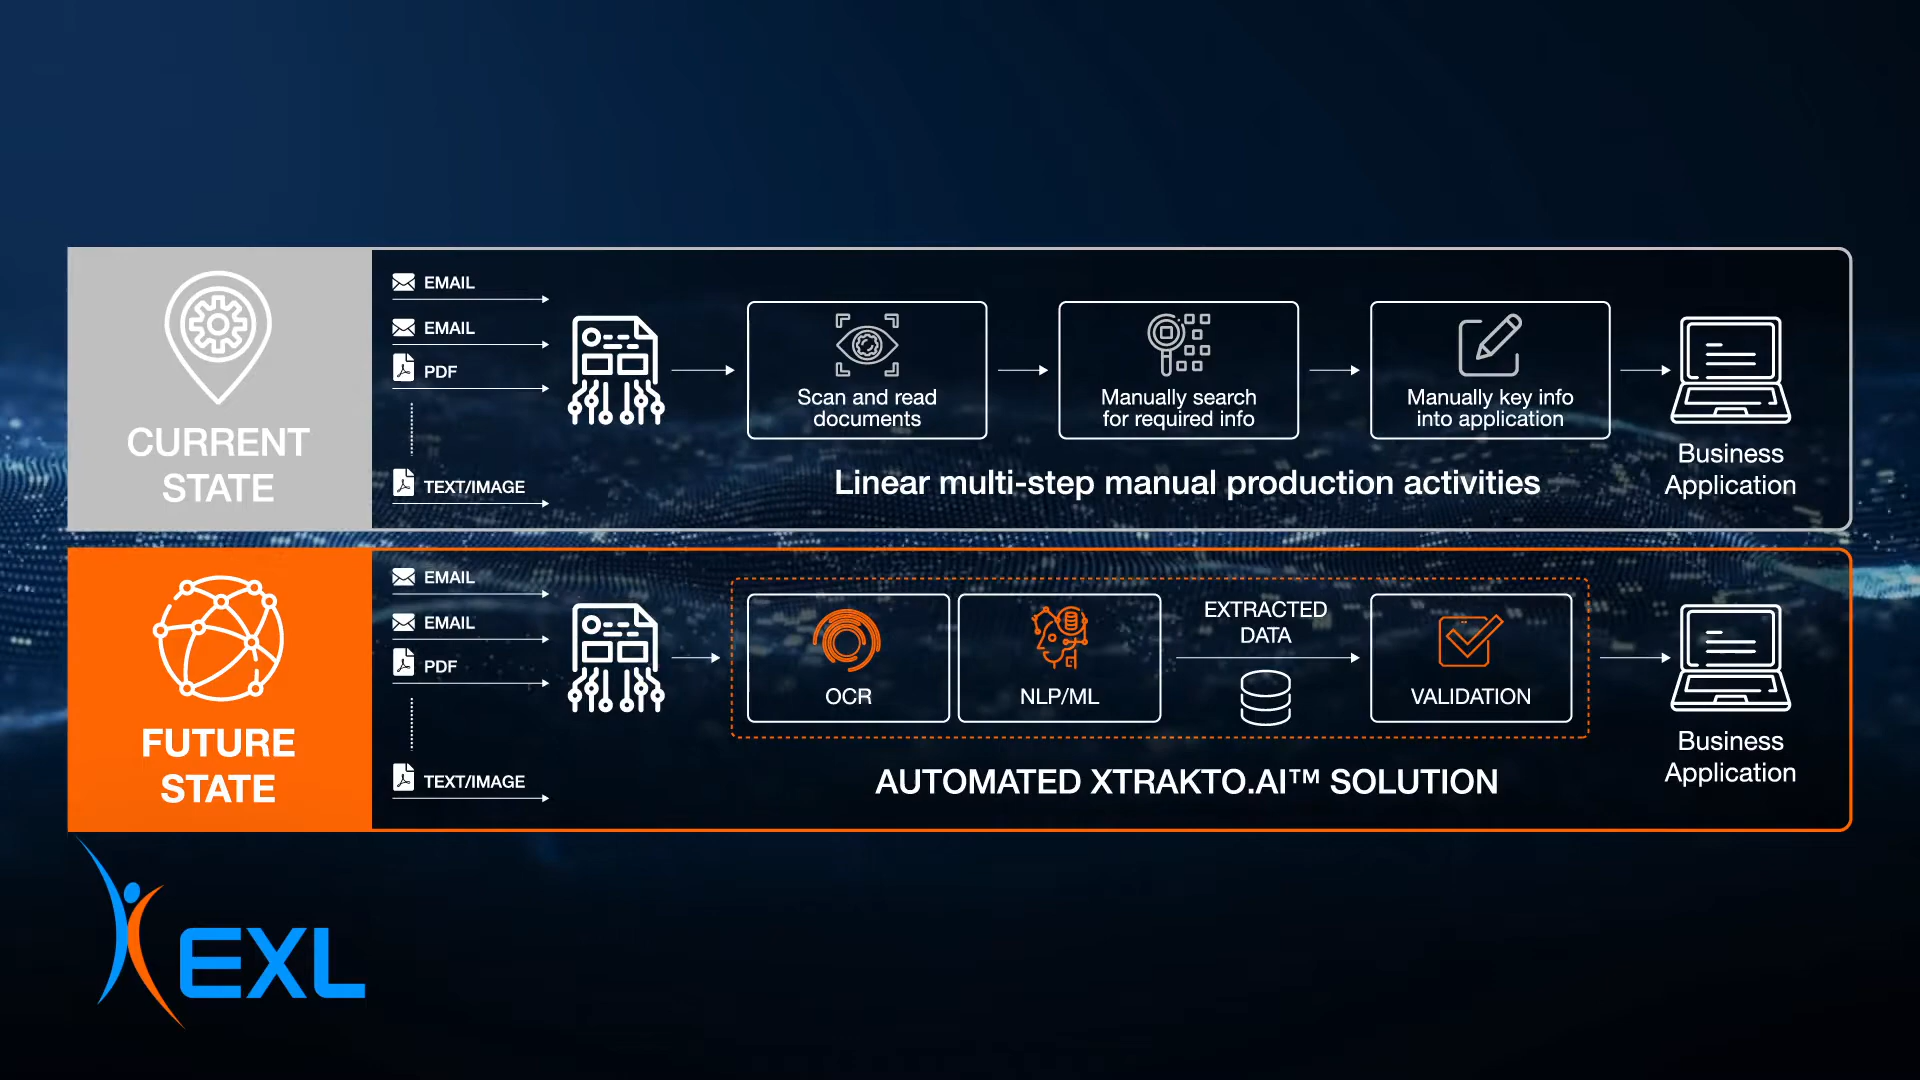 CURRENT
STATE
EMAIL
EMAIL
PDF
TEXT/IMAGE
Scan and read
documents
Manually search
for required info
Manually key info
into application
Linear multi-step manual production activities
Business
Application
FUTURE
STATE
EMAIL
EMAIL
PDF
TEXT/IMAGE
OCR
NLP/ML
EXTRACTED
DATA
VALIDATION
AUTOMATED XTRAKTO.AI™ SOLUTION
Business
Application
EXL